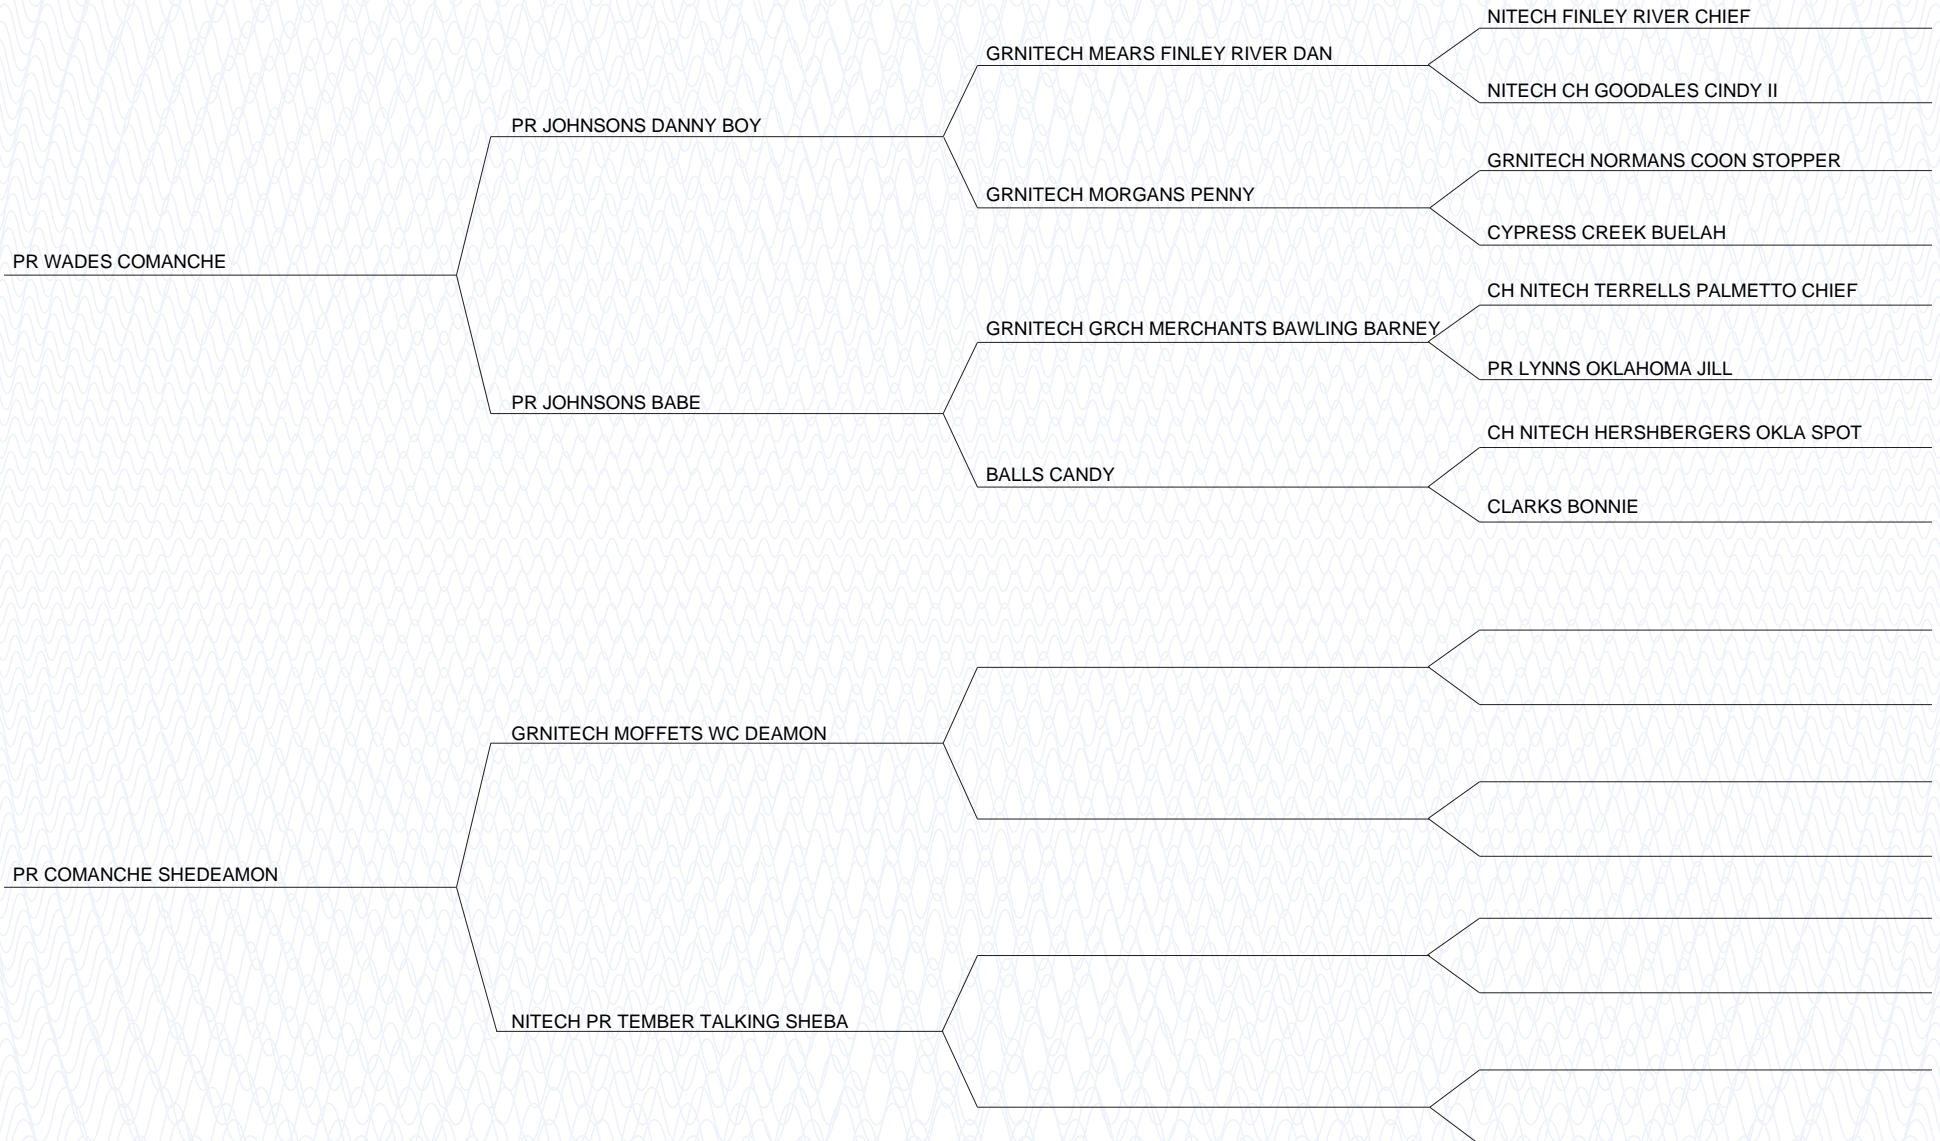 NITECH FINLEY RIVER CHIEF
GRNITECH MEARS FINLEY RIVER DAN
NITECH CH GOODALES CINDY II
PR JOHNSONS DANNY BOY
GRNITECH NORMANS COON STOPPER
GRNITECH MORGANS PENNY
CYPRESS CREEK BUELAH
PR WADES COMANCHE
CH NITECH TERRELLS PALMETTO CHIEF
GRNITECH GRCH MERCHANTS BAWLING BARNEY
PR LYNNS OKLAHOMA JILL
PR JOHNSONS BABE
CH NITECH HERSHBERGERS OKLA SPOT
BALLS CANDY
CLARKS BONNIE
GRNITECH MOFFETS WC DEAMON
PR COMANCHE SHEDEAMON
NITECH PR TEMBER TALKING SHEBA